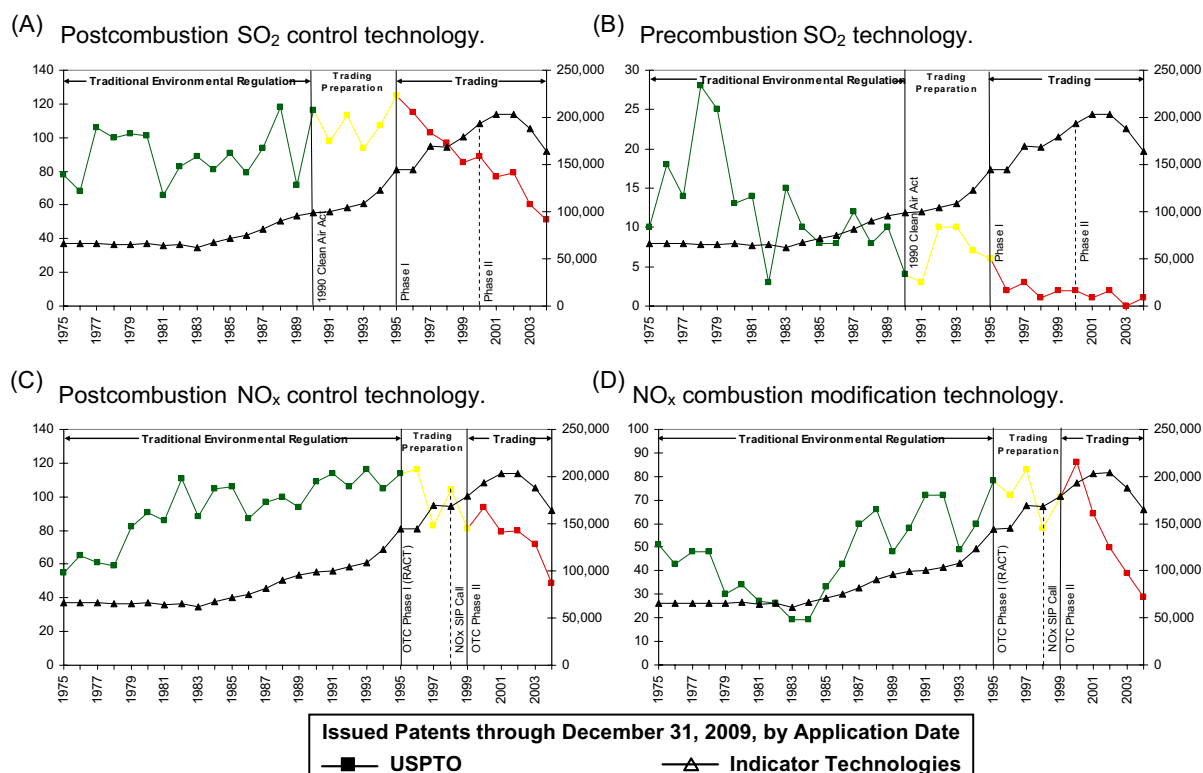 (A) Postcombustion SO2 control technology.
Traditional Environmental Regulation
Trading
Preparation
Trading
140
120
100
80
60
40
20
0
250,000
200,000
150,000
100,000
50,000
0
1990 Clean Air Act
Phase I
Phase II
1975 1977 1979 1981 1983 1985 1987 1989 1991 1993 1995 1997 1999 2001 2003
(B) Precombustion SO2 technology.
Traditional Environmental Regulation
Trading
Preparation
Trading
30
25
20
15
10
5
0
250,000
200,000
150,000
100,000
50,000
0
1990 Clean Air Act
Phase I
Phase II
1975 1977 1979 1981 1983 1985 1987 1989 1991 1993 1995 1997 1999 2001 2003
(C) Postcombustion NOx control technology.
Traditional Environmental Regulation
Trading
Preparation
Trading
140
120
100
80
60
40
20
0
250,000
200,000
150,000
100,000
50,000
0
OTC Phase I (RACT)
NOx SIP Call
OTC Phase II
1975 1977 1979 1981 1983 1985 1987 1989 1991 1993 1995 1997 1999 2001 2003
(D) NOx combustion modification technology.
Traditional Environmental Regulation
Trading
Preparation
Trading
100
90
80
70
60
50
40
30
20
10
0
250,000
200,000
150,000
100,000
50,000
0
OTC Phase I (RACT)
NOx SIP Call
OTC Phase II
1975 1977 1979 1981 1983 1985 1987 1989 1991 1993 1995 1997 1999 2001 2003
Issued Patents through December 31, 2009, by Application Date
USPTO Indicator Technologies